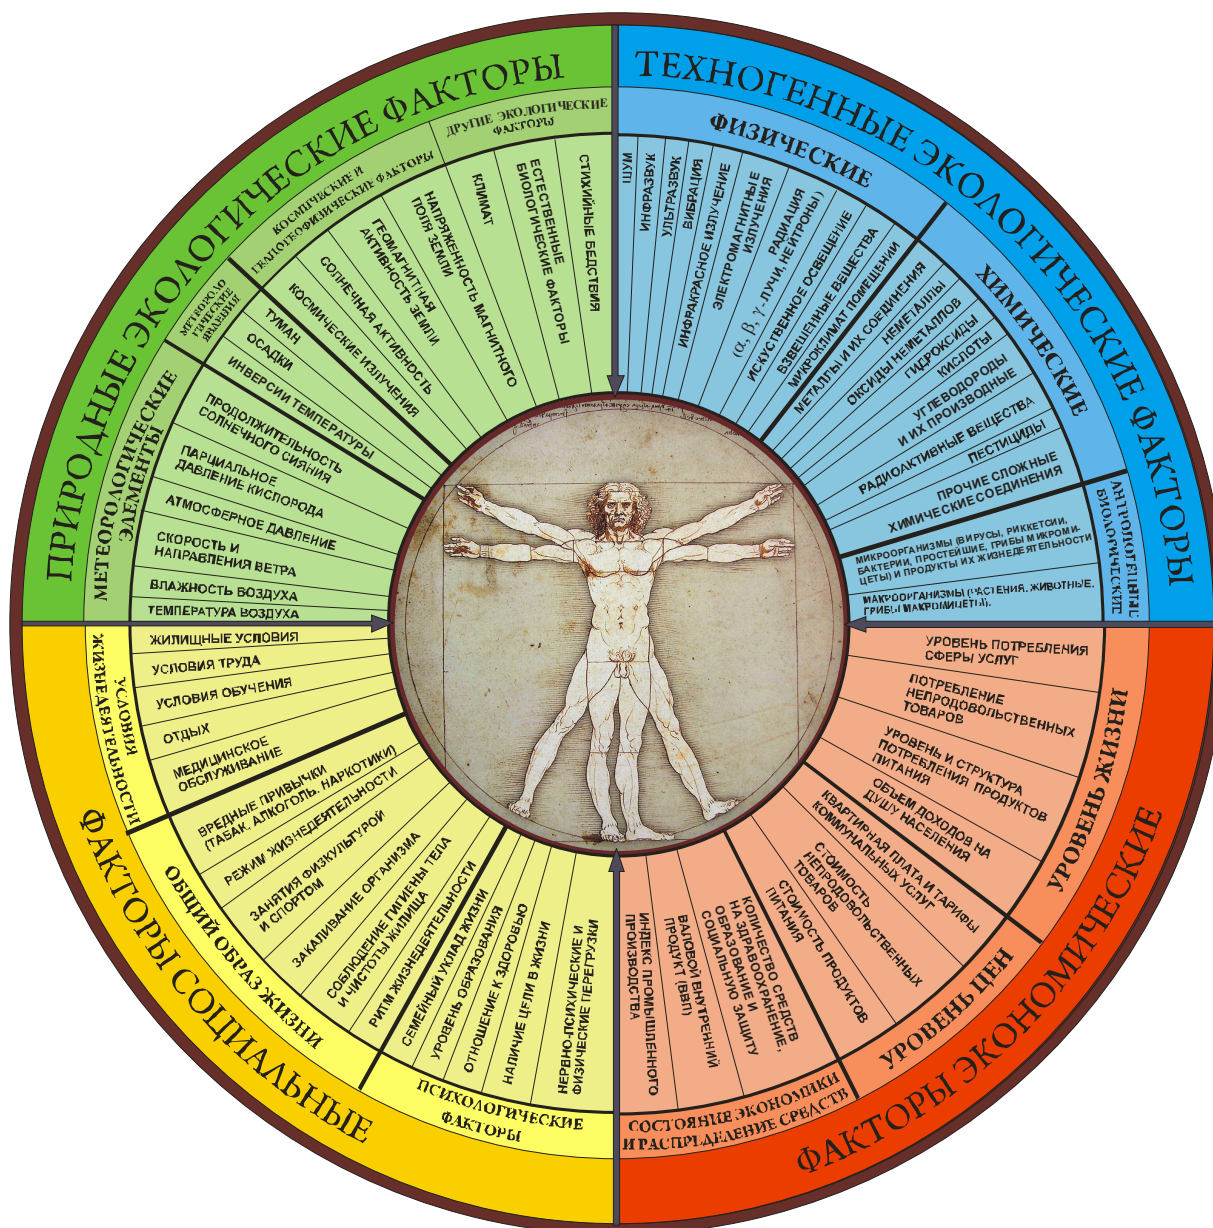 ПРИРОДНЫЕ ЭКОЛОГИЧЕСКИЕ ФАКТОРЫ
МЕТЕОРОЛОГИЧЕСКИЕ
ЭЛЕМЕНТЫ
ТЕМПЕРАТУРА ВОЗДУХА
ВЛАЖНОСТЬ ВОЗДУХА
СКОРОСТЬ И
НАПРАВЛЕНИЯ ВЕТРА
АТМОСФЕРНОЕ ДАВЛЕНИЕ
ПАРЦИАЛЬНОЕ
ДАВЛЕНИЕ КИСЛОРОДА
ПРОДОЛЖИТЕЛЬНОСТЬ
СОЛНЕЧНОГО СИЯНИЯ
МЕТЕОРОЛО
ГИЧЕСКИЕ
ЯВЛЕНИЯ
ИНВЕРСИИ ТЕМПЕРАТУРЫ
ОСАДКИ
ТУМАН
КОСМИЧЕСКИЕ И
ГЕЛИОГЕОФИЗИЧЕСКИЕ ФАКТОРЫ
КОСМИЧЕСКИЕ ИЗЛУЧЕНИЯ
СОЛНЕЧНАЯ АКТИВНОСТЬ
ГЕОМАГНИТНАЯ
АКТИВНОСТЬ ЗЕМЛИ
НАПРЯЖЕННОСТЬ МАГНИТНОГО
ПОЛЯ ЗЕМЛИ
ДРУГИЕ ЭКОЛОГИЧЕСКИЕ
ФАКТОРЫ
КЛИМАТ
ЕСТЕСТВЕННЫЕ
БИОЛОГИЧЕСКИЕ ФАКТОРЫ
СТИХИЙНЫЕ БЕДСТВИЯ
ТЕХНОГЕННЫЕ ЭКОЛОГИЧЕСКИЕ ФАКТОРЫ
ФИЗИЧЕСКИЕ
ШУМ
ИНФРАЗВУК
УЛЬТРАЗВУК
ВИБРАЦИЯ
ИНФРАКРАСНОЕ ИЗЛУЧЕНИЕ
ЭЛЕКТРОМАГНИТНЫЕ
ИЗЛУЧЕНИЯ
РАДИАЦИЯ
(α, β, γ -ЛУЧИ, НЕЙТРОНЫ)
ИСКУСТВЕННОЕ ОСВЕЩЕНИЕ
ВЗВЕШЕННЫЕ ВЕЩЕСТВА
МИКРОКЛИМАТ ПОМЕЩЕНИИ
ХИМИЧЕСКИЕ
МЕТАЛЛЫ И ИХ СОЕДИНЕНИЯ
НЕМЕТАЛЛЫ
ОКСИДЫ НЕМЕТАЛЛОВ
ГИДРОКСИДЫ
КИСЛОТЫ
УГЛЕВОДОРОДЫ
И ИХ ПРОИЗВОДНЫЕ
РАДИОАКТИВНЫЕ ВЕЩЕСТВА
ПЕСТИЦИДЫ
ПРОЧИЕ СЛОЖНЫЕ
ХИМИЧЕСКИЕ СОЕДИНЕНИЯ
АНТРОПОГЕННЫЕ
БИОЛОГИЧЕСКИЕ
МИКРООРГАНИЗМЫ (ВИРУСЫ, РИККЕТСИИ,
БАКТЕРИИ, ПРОСТЕЙШИЕ, ГРИБЫ МИКРОМИ-
ЦЕТЫ) И ПРОДУКТЫ ИХ ЖИЗНЕДЕЯТЕЛЬНОСТИ
МАКРООРГАНИЗМЫ (РАСТЕНИЯ, ЖИВОТНЫЕ,
ГРИБЫ МАКРОМИЦЕТЫ).
ФАКТОРЫ ЭКОНОМИЧЕСКИЕ
УРОВЕНЬ ЖИЗНИ
УРОВЕНЬ ПОТРЕБЛЕНИЯ
СФЕРЫ УСЛУГ
ПОТРЕБЛЕНИЕ
НЕПРОДОВОЛЬСТВЕННЫХ
ТОВАРОВ
УРОВЕНЬ И СТРУКТУРА
ПОТРЕБЛЕНИЯ ПРОДУКТОВ
ПИТАНИЯ
ОБЪЕМ ДОХОДОВ НА
ДУШУ НАСЕЛЕНИЯ
УРОВЕНЬ ЦЕН
КВАРТИРНАЯ ПЛАТА И ТАРИФЫ
КОММУНАЛЬНЫХ УСЛУГ
СТОИМОСТЬ
НЕПРОДОВОЛЬСТВЕННЫХ
ТОВАРОВ
СТОИМОСТЬ ПРОДУКТОВ
ПИТАНИЯ
СОСТОЯНИЕ ЭКОНОМИКИ
И РАСПРЕДЕЛЕНИЕ СРЕДСТВ
КОЛИЧЕСТВО СРЕДСТВ
НА ЗДРАВООХРАНЕНИЕ,
ОБРАЗОВАНИЕ И
СОЦИАЛЬНУЮ ЗАЩИТУ
ВАЛОВОЙ ВНУТРЕННИЙ
ПРОДУКТ (ВВП)
ИНДЕКС ПРОМЫШЛЕННОГО
ПРОИЗВОДСТВА
ФАКТОРЫ СОЦИАЛЬНЫЕ
УСЛОВИЯ
ЖИЗНЕДЕЯТЕЛЬНОСТИ
ЖИЛИЩНЫЕ УСЛОВИЯ
УСЛОВИЯ ТРУДА
УСЛОВИЯ ОБУЧЕНИЯ
ОТДЫХ
МЕДИЦИНСКОЕ
ОБСЛУЖИВАНИЕ
ОБЩИЙ ОБРАЗ ЖИЗНИ
ВРЕДНЫЕ ПРИВЫЧКИ
(ТАБАК, АЛКОГОЛЬ, НАРКОТИКИ)
РЕЖИМ ЖИЗНЕДЕЯТЕЛЬНОСТИ
ЗАНЯТИЯ ФИЗКУЛЬТУРОЙ
И СПОРТОМ
ЗАКАЛИВАНИЕ ОРГАНИЗМА
СОБЛЮДЕНИЕ ГИГИЕНЫ ТЕЛА
И ЧИСТОТЫ ЖИЛИЩА
РИТМ ЖИЗНЕДЕЯТЕЛЬНОСТИ
ПСИХОЛОГИЧЕСКИЕ
ФАКТОРЫ
СЕМЕЙНЫЙ УКЛАД ЖИЗНИ
УРОВЕНЬ ОБРАЗОВАНИЯ
ОТНОШЕНИЕ К ЗДОРОВЬЮ
НАЛИЧИЕ ЦЕЛИ В ЖИЗНИ
НЕРВНО-ПСИХИЧЕСКИЕ И
ФИЗИЧЕСКИЕ ПЕРЕГРУЗКИ